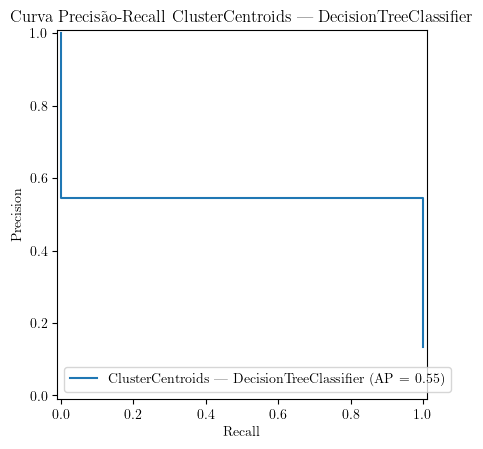 Curva Precisão-Recall ClusterCentroids — DecisionTreeClassifier
1.0
0.8
0.6
0.4
0.2
0.0
Precision
ClusterCentroids — DecisionTreeClassifier (AP = 0.55)
0.0 0.2 0.4 0.6 0.8 1.0
Recall